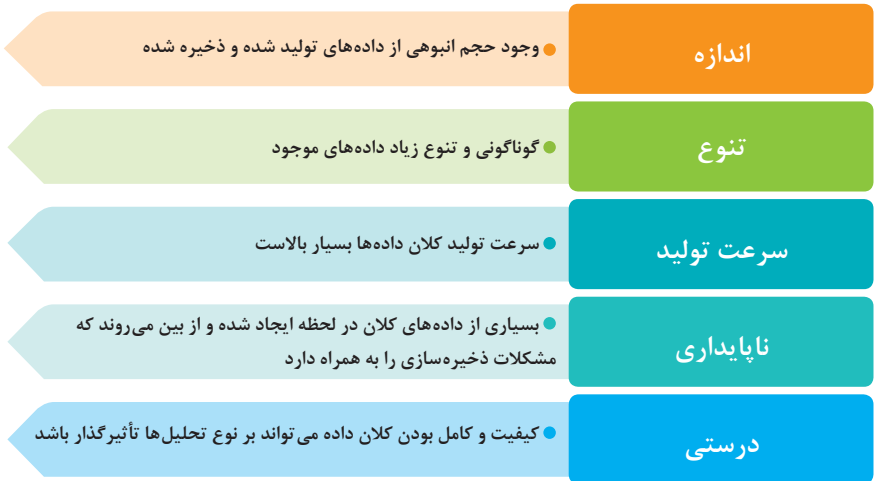 اندازه
وجود حجم انبوهی از داده‌های تولید شده و ذخیره شده
تنوع
گوناگونی و تنوع زیاد داده‌های موجود
سرعت تولید
سرعت تولید کلان داده‌ها بسیار بالاست
ناپایداری
بسیاری از داده‌های کلان در لحظه ایجاد شده و از بین می‌روند که
مشکلات ذخیره‌سازی را به همراه دارد
درستی
کیفیت و کامل بودن کلان داده می‌تواند بر نوع تحلیل‌ها تأثیرگذار باشد